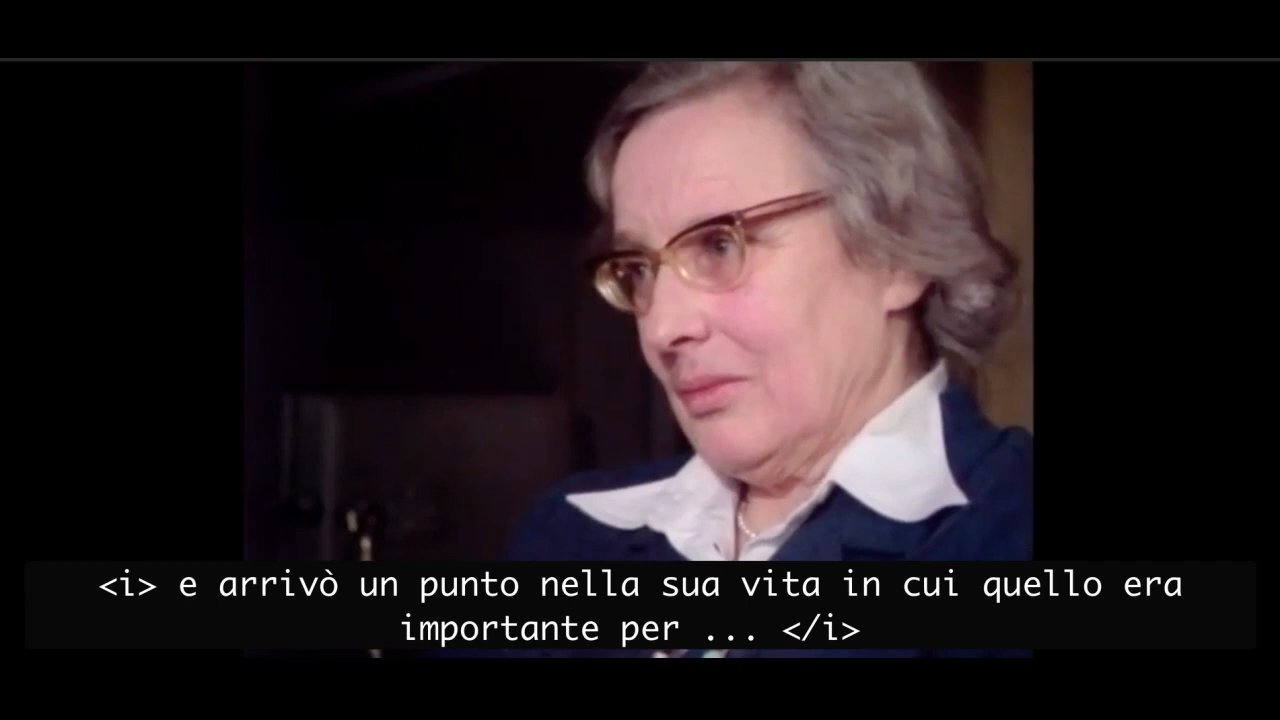 <i> e arrivò un punto nella sua vita in cui quello era
importante per ... </i>